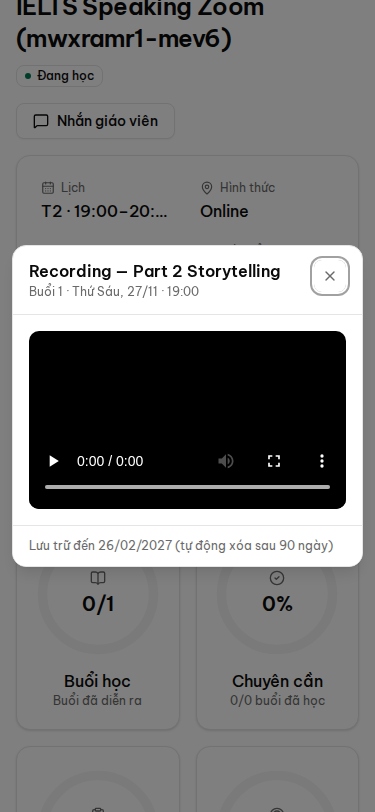 IELTS Speaking Zoom
(mwxramr1-mev6)
Đang học
Nhắn giáo viên
Lịch
Hình thức
T2 · 19:00–20:...
Online
Recording — Part 2 Storytelling
Buổi 1 · Thứ Sáu, 27/11 · 19:00
0:00 / 0:00
Lưu trữ đến 26/02/2027 (tự động xóa sau 90 ngày)
0/1
0%
Buổi học
Chuyên cần
Buổi đã diễn ra
0/0 buổi đã học